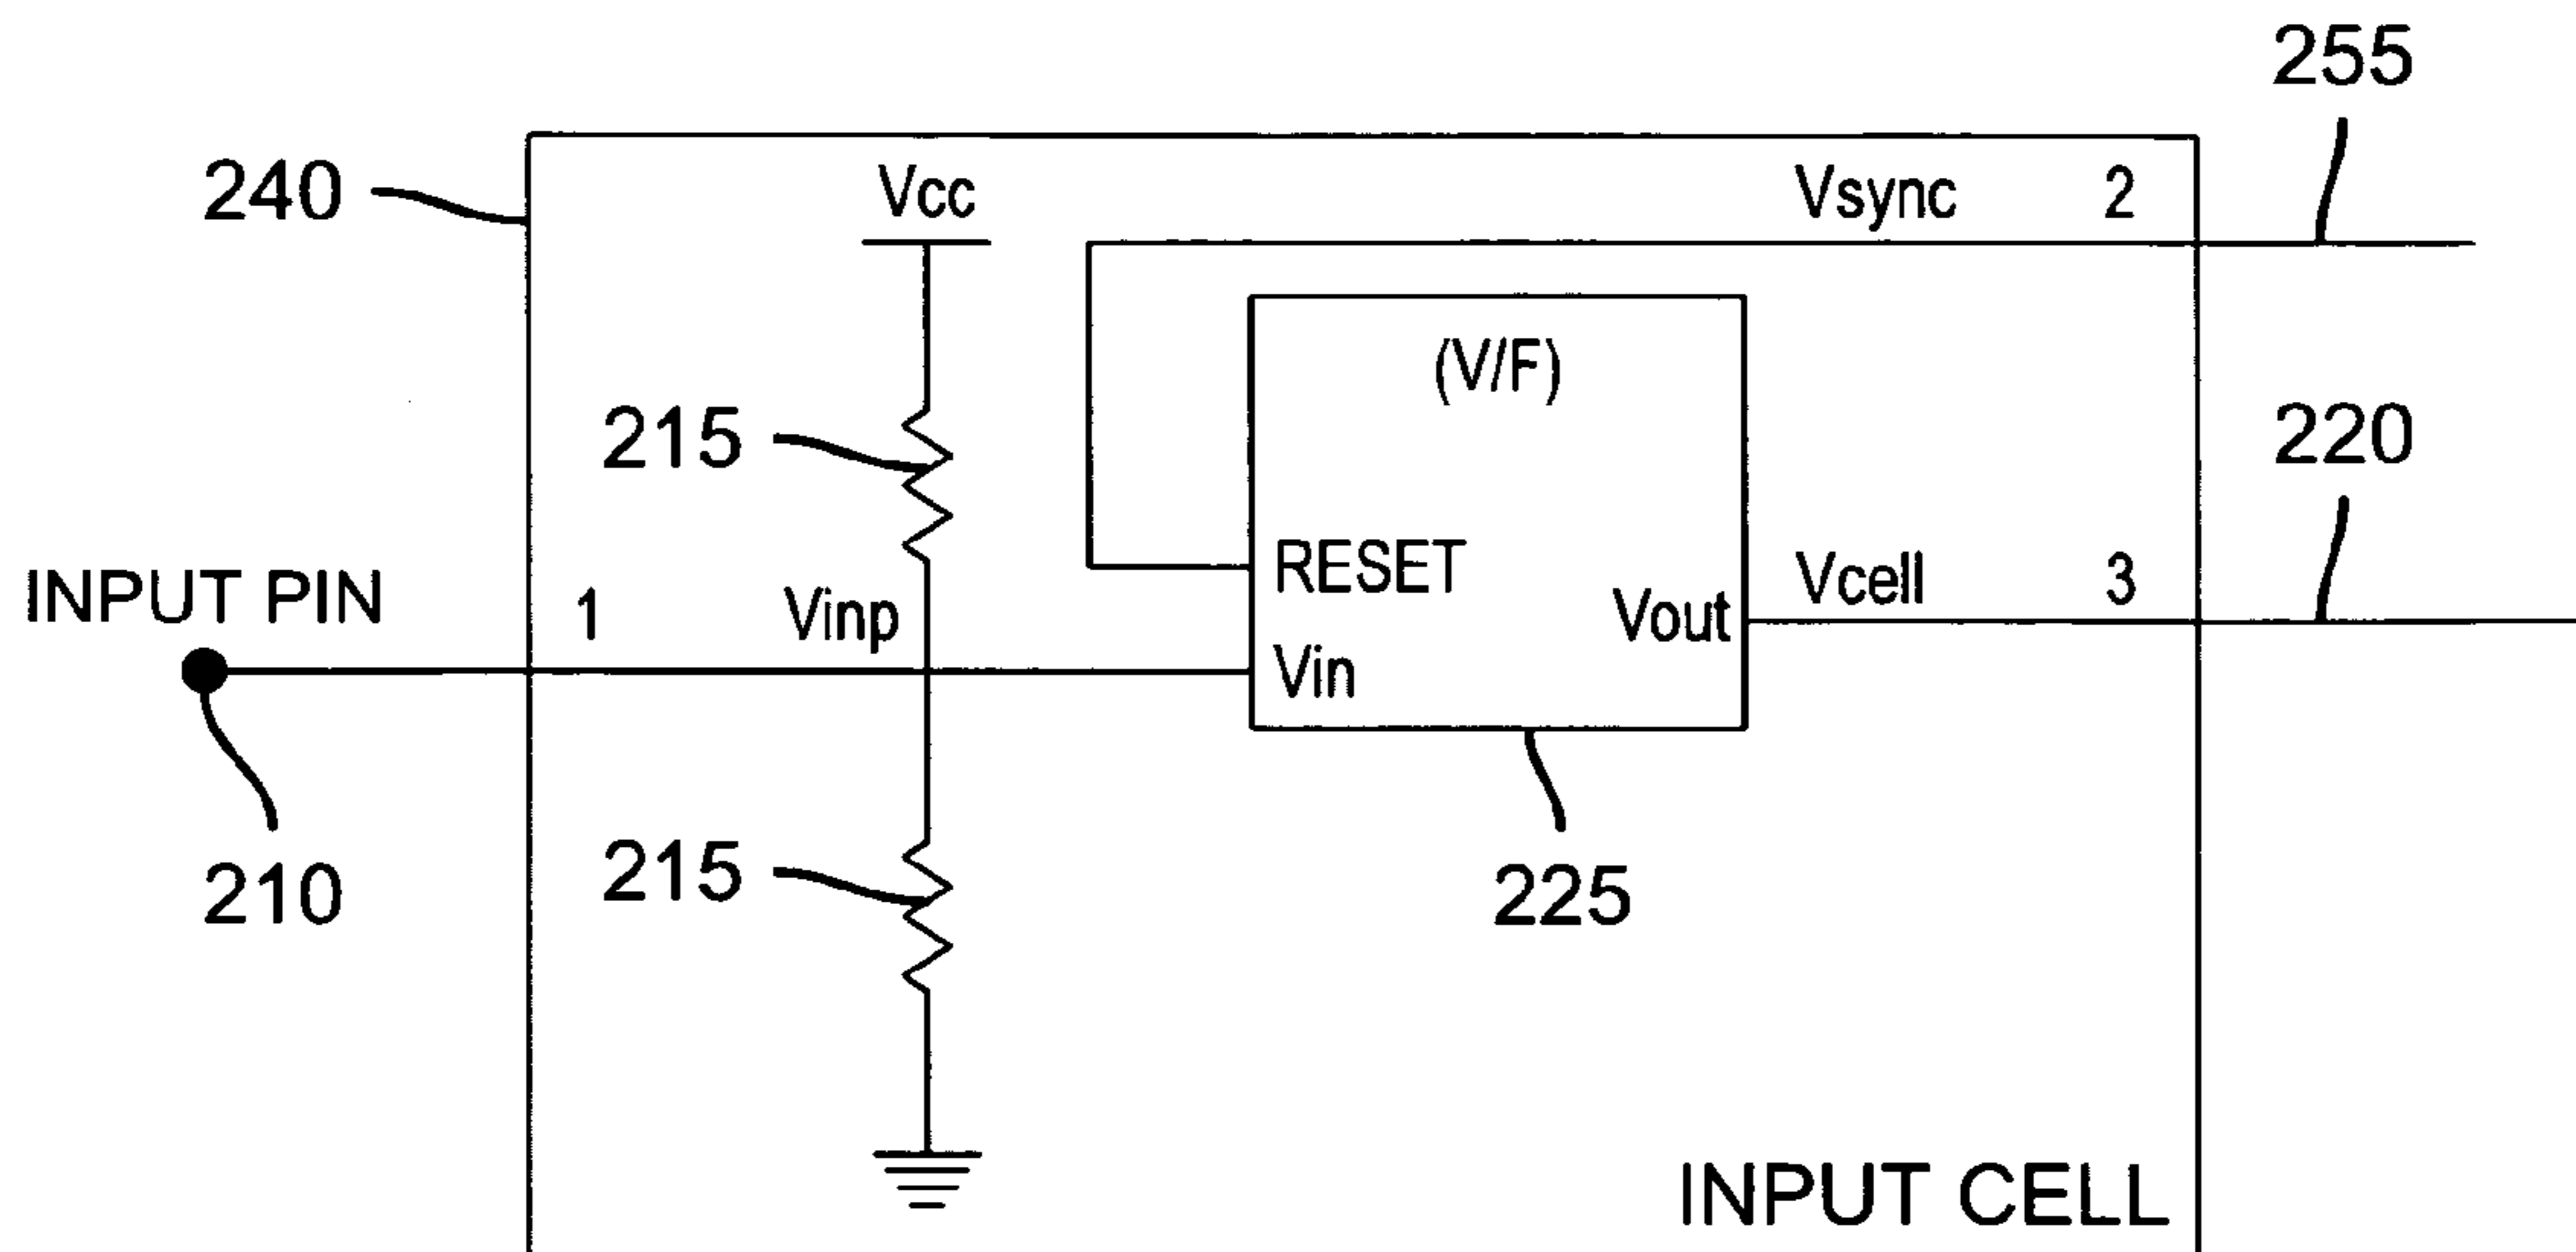 255
240
Vcc
Vsync 2
(V/F)
215
220
RESET
Vcell 3
INPUT PIN
1 Vinp
Vout
Vin
215
210
225
INPUT CELL